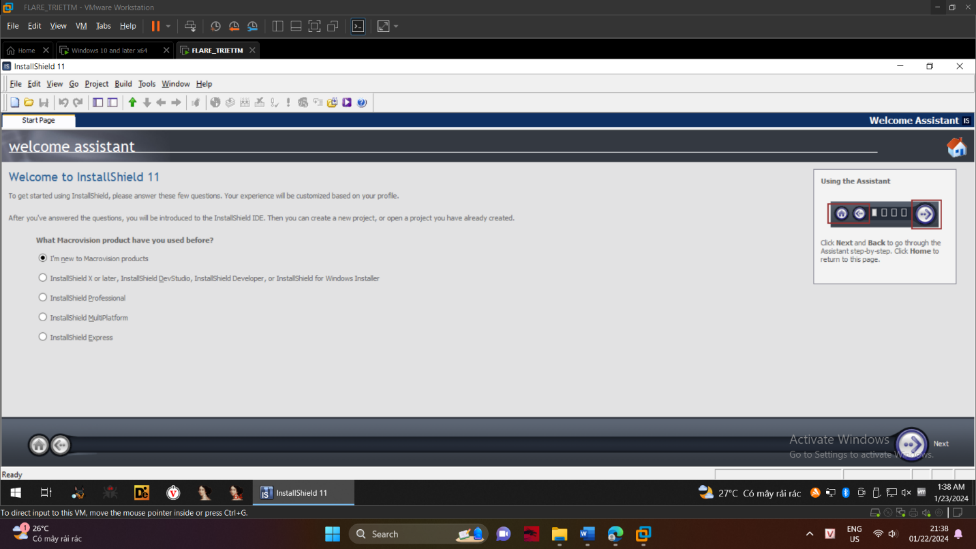 FLARE_TRIETTM - VMware Workstation
File Edit View VM Tabs Help
Home Windows 10 and later x64 FLARE_TRIETTM
InstallShield 11
File Edit View Go Project Build Tools Window Help
Start Page
Welcome Assistant IS
welcome assistant
Welcome to InstallShield 11
To get started using InstallShield, please answer these few questions. Your experience will be customized based on your profile.
After you've answered the questions, you will be introduced to the InstallShield IDE. Then you can create a new project, or open a project you have already created.
What Macrovision product have you used before?
I'm new to Macrovision products
InstallShield X or later, InstallShield DevStudio, InstallShield Developer, or InstallShield for Windows Installer
InstallShield Professional
InstallShield MultiPlatform
InstallShield Express
Using the Assistant
Click Next and Back to go through the
Assistant step-by-step. Click Home to
return to this page.
Activate Windows
Go to Settings to activate Windows.
Next
Ready
InstallShield 11
27°C Có mây rải rác
1:38 AM
1/23/2024
To direct input to this VM, move the mouse pointer inside or press Ctrl+G.
1
26°C
Có mây rải rác
Search
V
ENG
US
21:38
01/22/2024